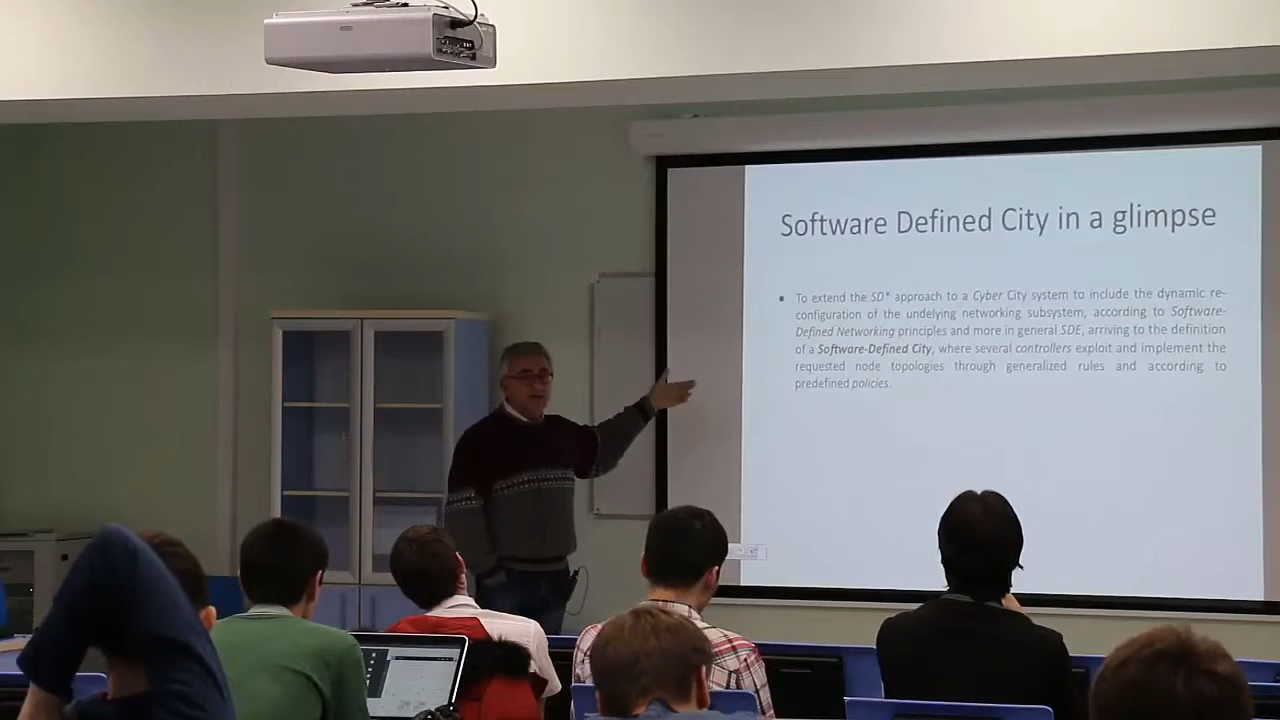 Software Defined City in a glimpse
• To extend the SD* approach to a Cyber City system to include the dynamic re-
configuration of the undelying networking subsystem, according to Software-
Defined Networking principles and more in general SDE, arriving to the definition
of a Software-Defined City, where several controllers exploit and implement the
requested node topologies through generalized rules and according to
predefined policies.